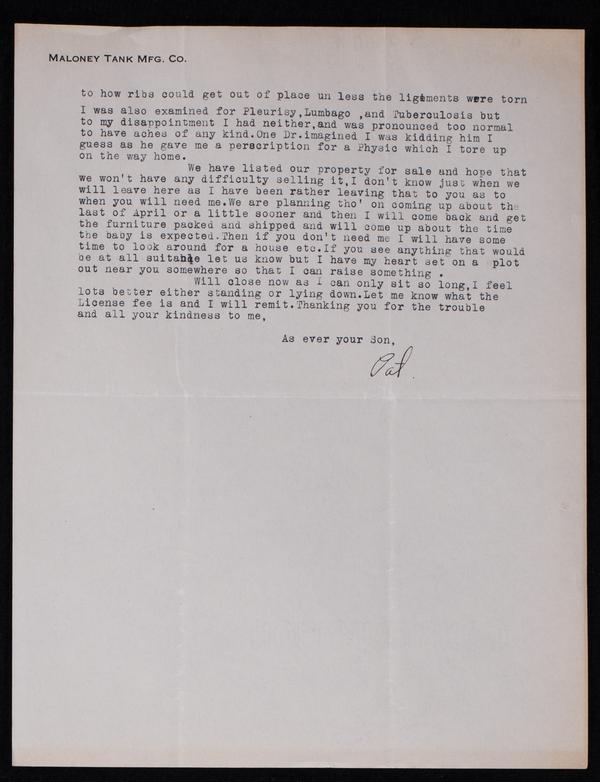 MALONEY TANK MFG. CO.
to how ribs could get out of place un less the ligements were torn
I was also examined for Pleurisy,Lumbago ,and Tuberculosis but
to my disappointment I had neither,and was pronounced too normal
to have aches of any kind.One Dr.imagined I was kidding him I
guess as he gave me a perscription for a Physic which I tore up
on the way home.
We have listed our property for sale and hope that
we won't have any difficulty selling it,I don't know just when we
will leave here as I have been rather leaving that to you as to
when you will need me.We are planning tho' on coming up about the
last of April or a little sooner and then I will come back and get
the furniture packed and shipped and will come up about the time
the baby is expected.Then if you don't need me I will have some
time to look around for a house etc.If you see anything that would
be at all suitable let us know but I have my heart set on a plot
out near you somewhere so that I can raise something .
Will close now as I can only sit so long,I feel
lots better either standing or lying down.Let me know what the
License fee is and I will remit.Thanking you for the trouble
and all your kindness to me,
As ever your Son,
Pat.